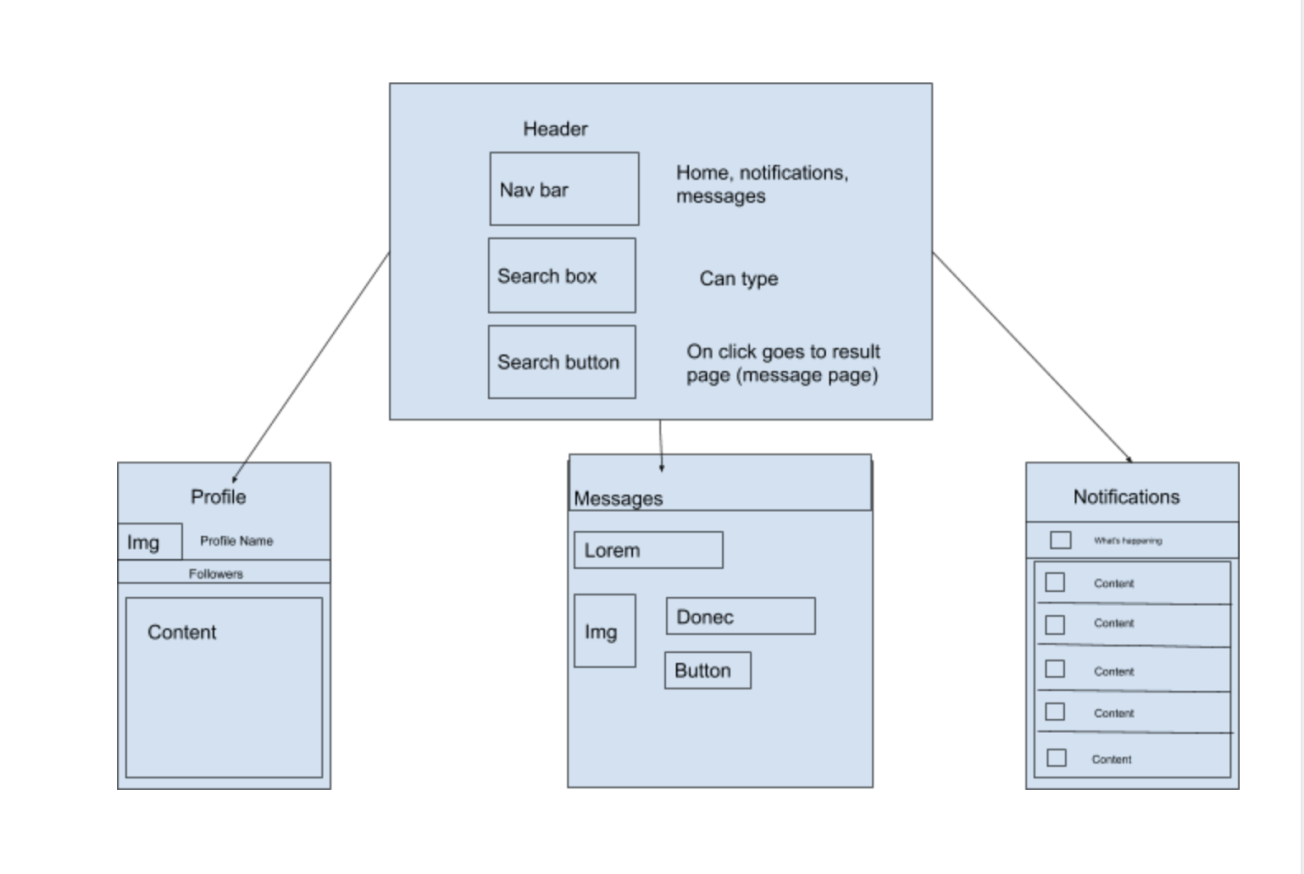 Header
Nav bar
Home, notifications,
messages
Search box
Can type
Search button
On click goes to result
page (message page)
Profile
Img
Profile Name
Followers
Content
Messages
Lorem
Img
Donec
Button
Notifications
What's happening
Content
Content
Content
Content
Content